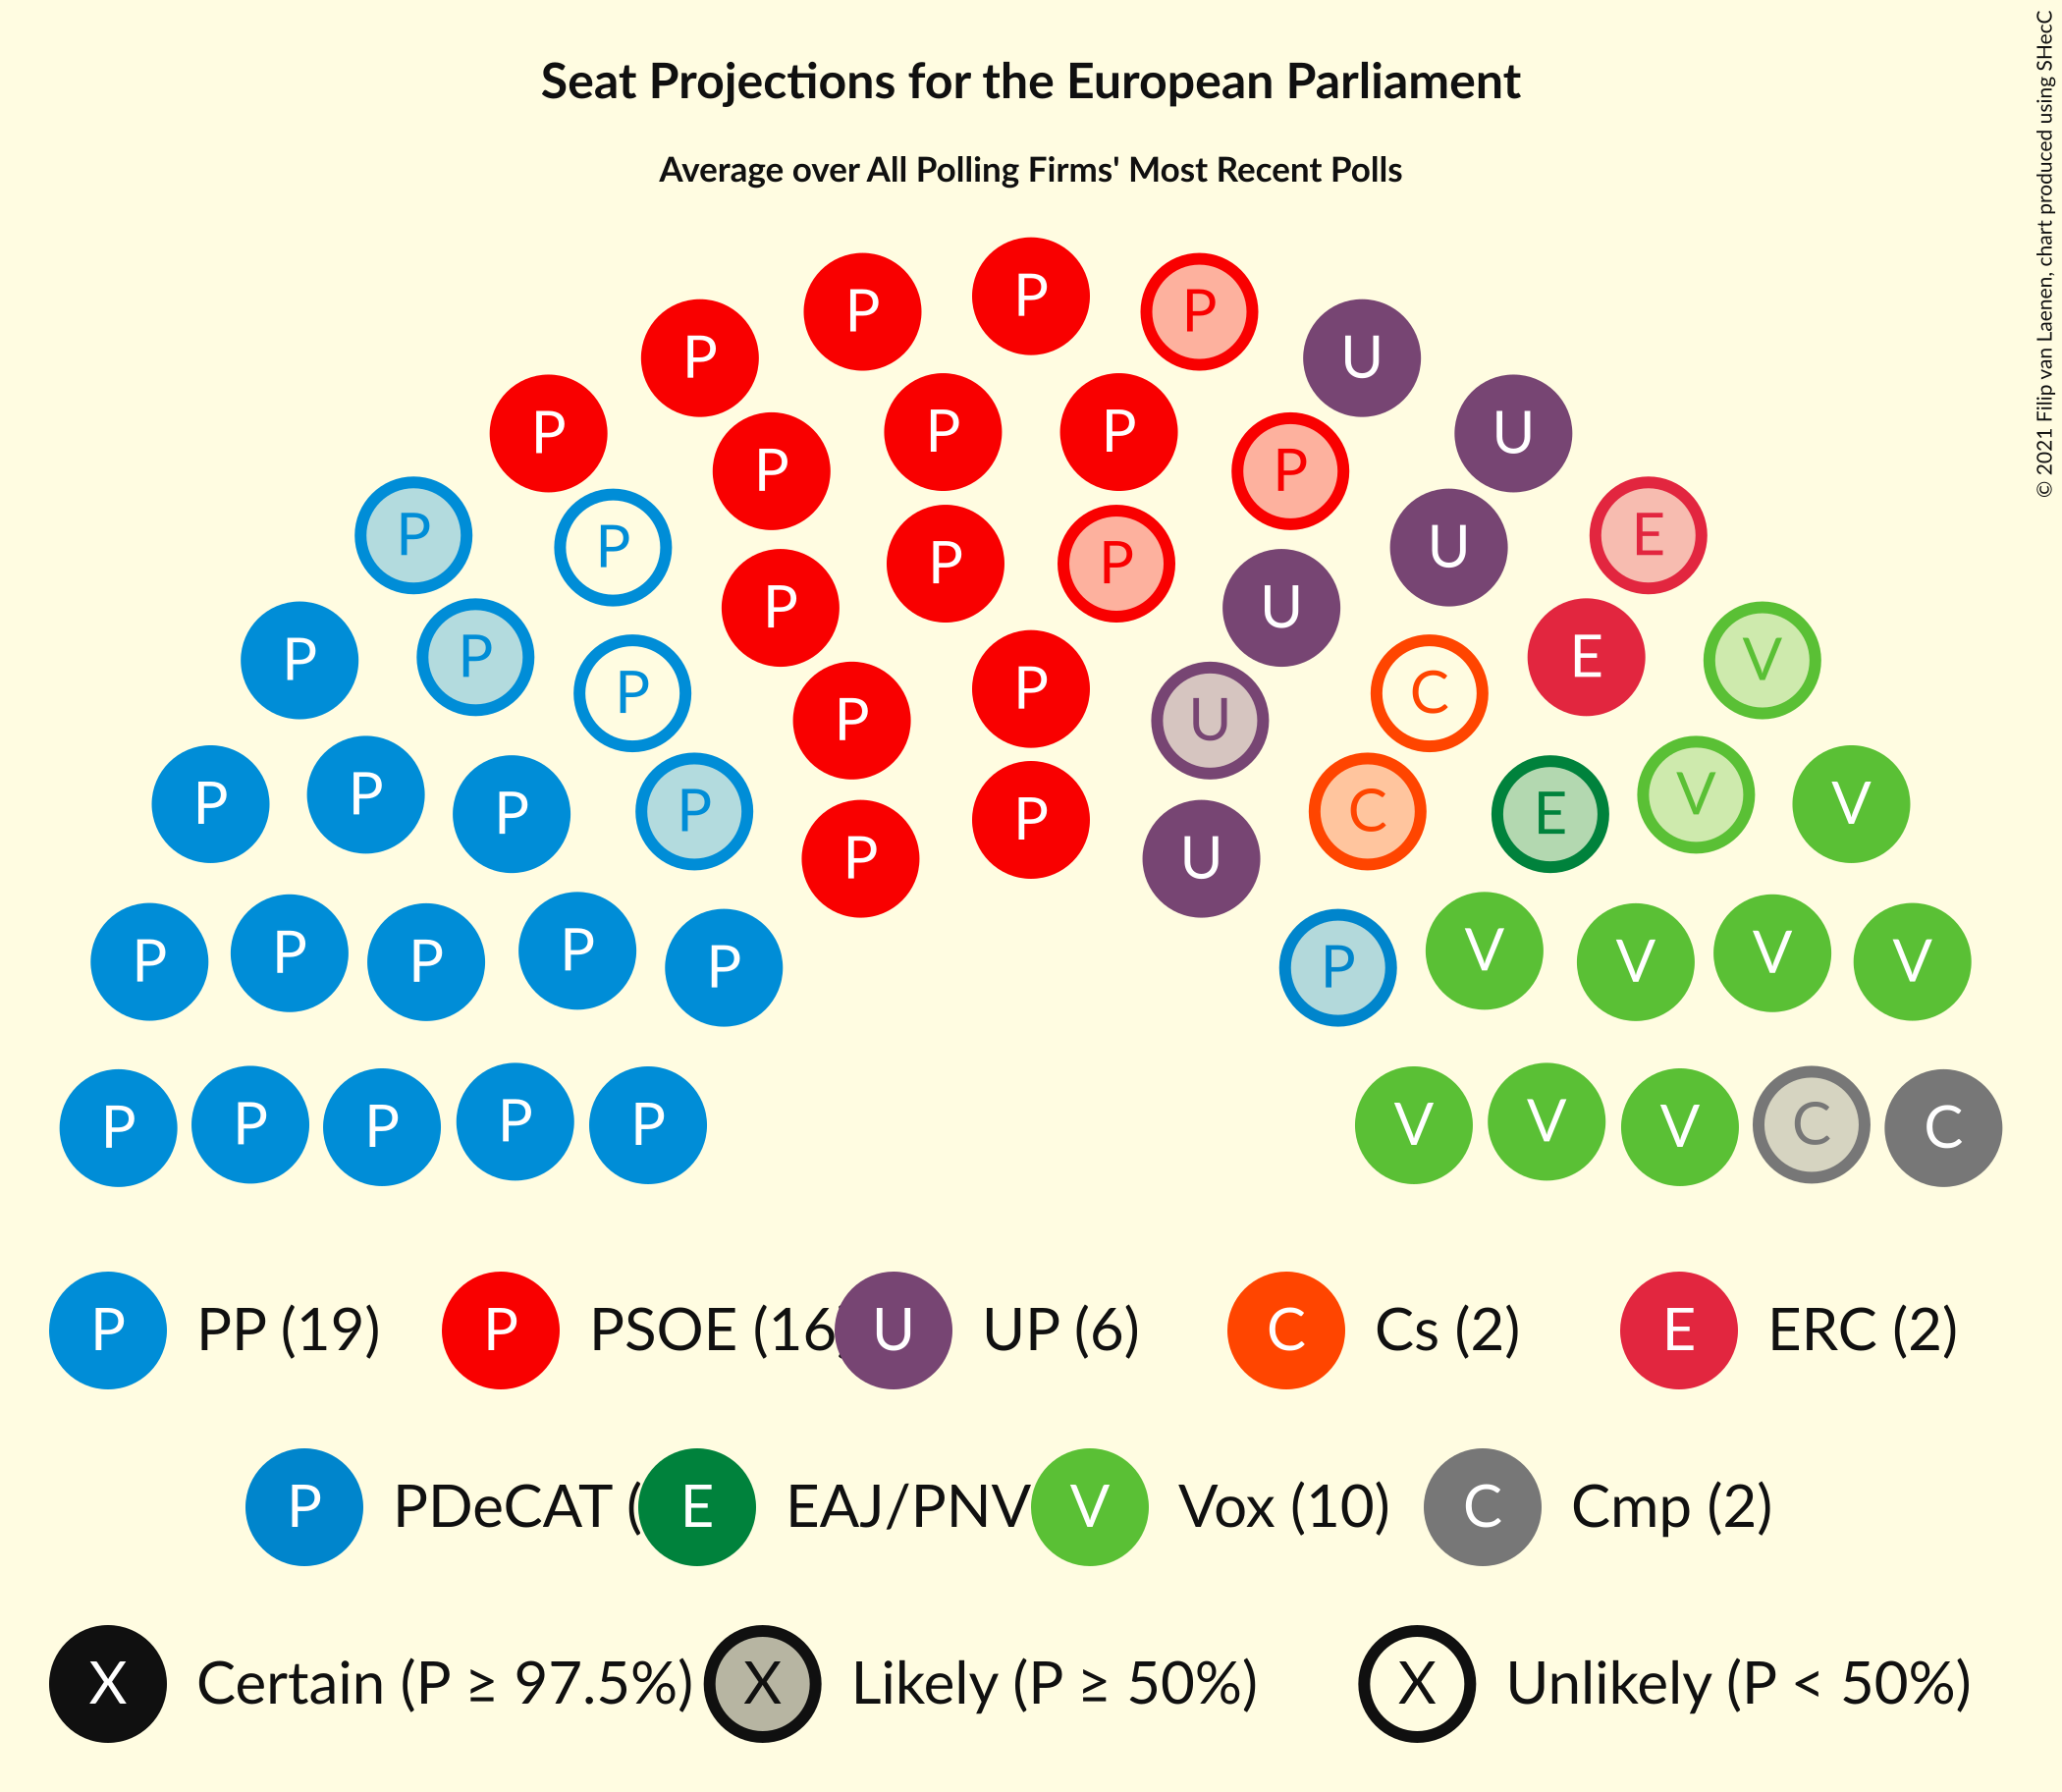 Seat Projections for the European Parliament
Average over All Polling Firms' Most Recent Polls
© 2021 Filip van Laenen, chart produced using SHecC
P
P P
P P
U
P P
U
P P P
P P
P
U
E
P P
P P
U U
P
P
E
V
P
P
C
P P
U
P
P
P
P
C
E
V
V
P
P
U
P
P
P
P
P
P
V
V
V
V
P
P
P
P
P
V
V
V
C
C
P PP (19) P PSOE (16 U UP (6) C Cs (2) E ERC (2)
P PDeCAT ( E EAJ/PNV V Vox (10) C Cmp (2)
X Certain (P ≥ 97.5%) X Likely (P ≥ 50%) X Unlikely (P < 50%)